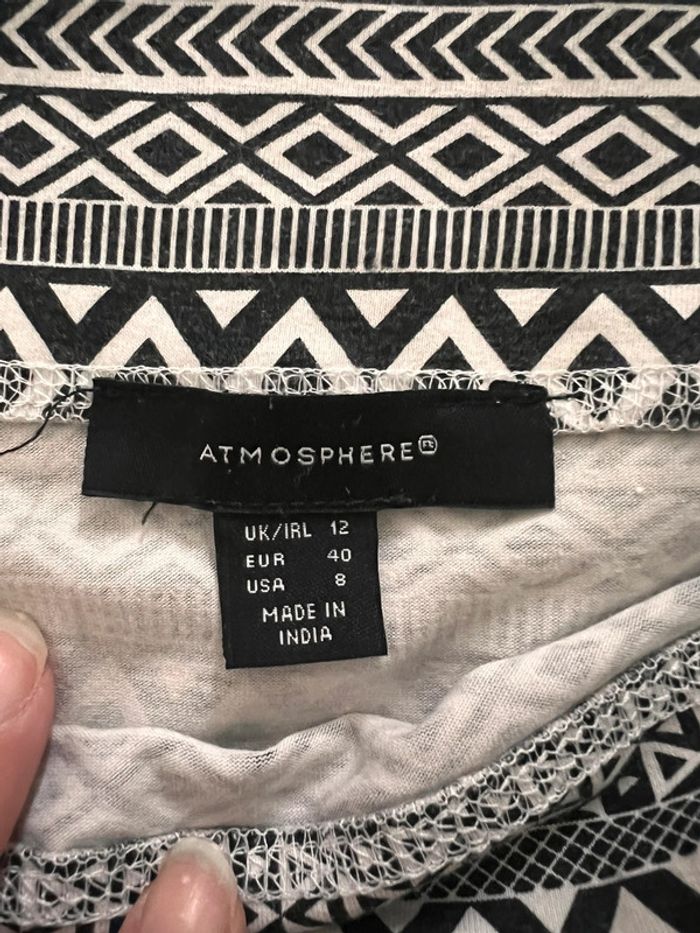 ATMOSPHERE®
UK/IRL 12
EUR 40
USA 8
MADE IN
INDIA